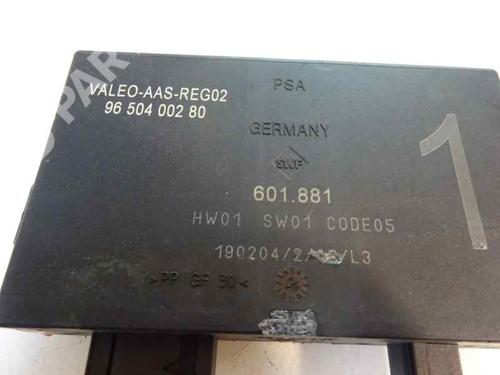 VALEO-AAS-REG02
96 504 002 80
PSA
GERMANY
SWF
601.881
1
HW01 SW01 CODE05
>PP GF 30<